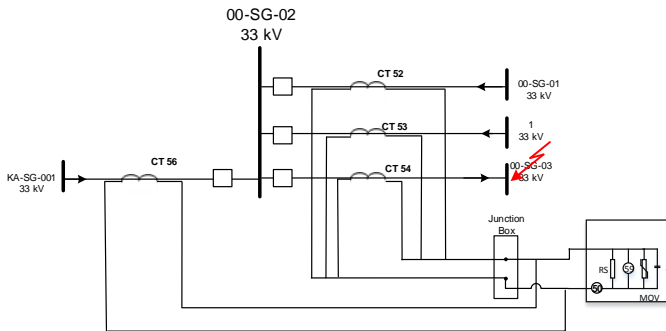 00-SG-02
33 kV
CT 52
00-SG-01
33 kV
CT 53
1
33 kV
CT 56
CT 54
00-SG-03
33 kV
KA-SG-001
33 kV
Junction
Box
RS
59
50
MOV